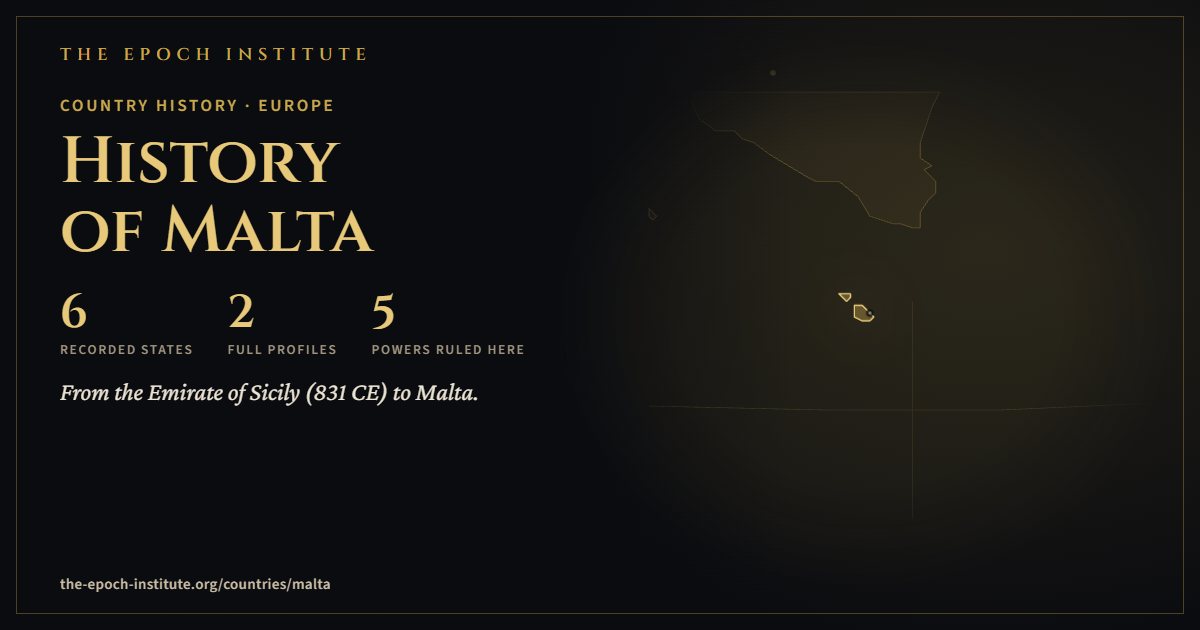 THE EPOCH INSTITUTE
COUNTRY HISTORY · EUROPE
HISTORY
OF MALTA
6 2 5
RECORDED STATES FULL PROFILES POWERS RULED HERE
From the Emirate of Sicily (831 CE) to Malta.
the-epoch-institute.org/countries/malta